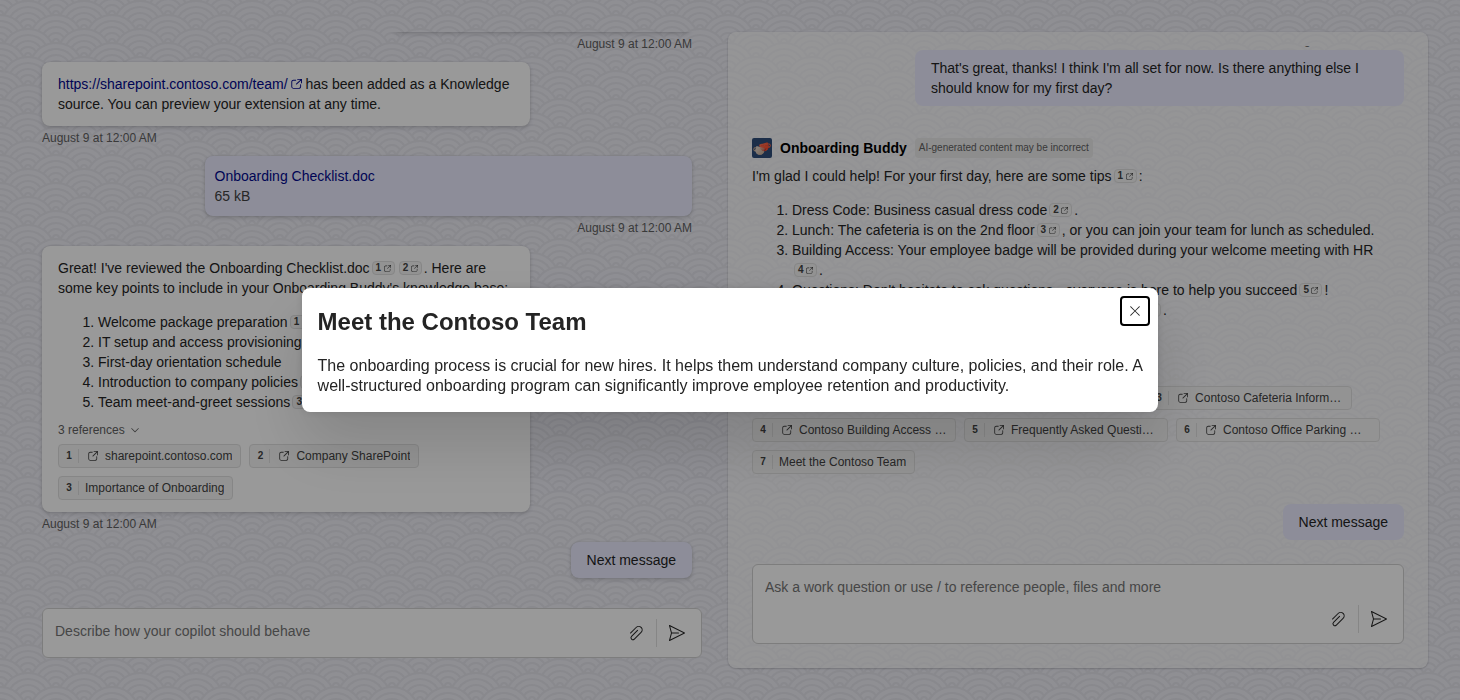 August 9 at 12:00 AM
https://sharepoint.contoso.com/team/ has been added as a Knowledge
source. You can preview your extension at any time.
August 9 at 12:00 AM
Onboarding Checklist.doc
65 kB
August 9 at 12:00 AM
Great! I've reviewed the Onboarding Checklist.doc 1 2 . Here are
some key points to include in your Onboarding Buddy's knowledge base:
1. Welcome package preparation 1
2. IT setup and access provisioning
3. First-day orientation schedule
4. Introduction to company policies
5. Team meet-and-greet sessions 3
3 references
1 sharepoint.contoso.com
2 Company SharePoint
3 Importance of Onboarding
August 9 at 12:00 AM
Next message
Describe how your copilot should behave
Meet the Contoso Team
The onboarding process is crucial for new hires. It helps them understand company culture, policies, and their role. A
well-structured onboarding program can significantly improve employee retention and productivity.
That's great, thanks! I think I'm all set for now. Is there anything else I
should know for my first day?
Onboarding Buddy AI-generated content may be incorrect
I'm glad I could help! For your first day, here are some tips 1 :
1. Dress Code: Business casual dress code 2 .
2. Lunch: The cafeteria is on the 2nd floor 3 , or you can join your team for lunch as scheduled.
3. Building Access: Your employee badge will be provided during your welcome meeting with HR
4 .
4. Questions: Don't hesitate to ask questions - everyone is here to help you succeed 5 !
.
3 Contoso Cafeteria Inform…
4 Contoso Building Access …
5 Frequently Asked Questi…
6 Contoso Office Parking …
7 Meet the Contoso Team
Next message
Ask a work question or use / to reference people, files and more